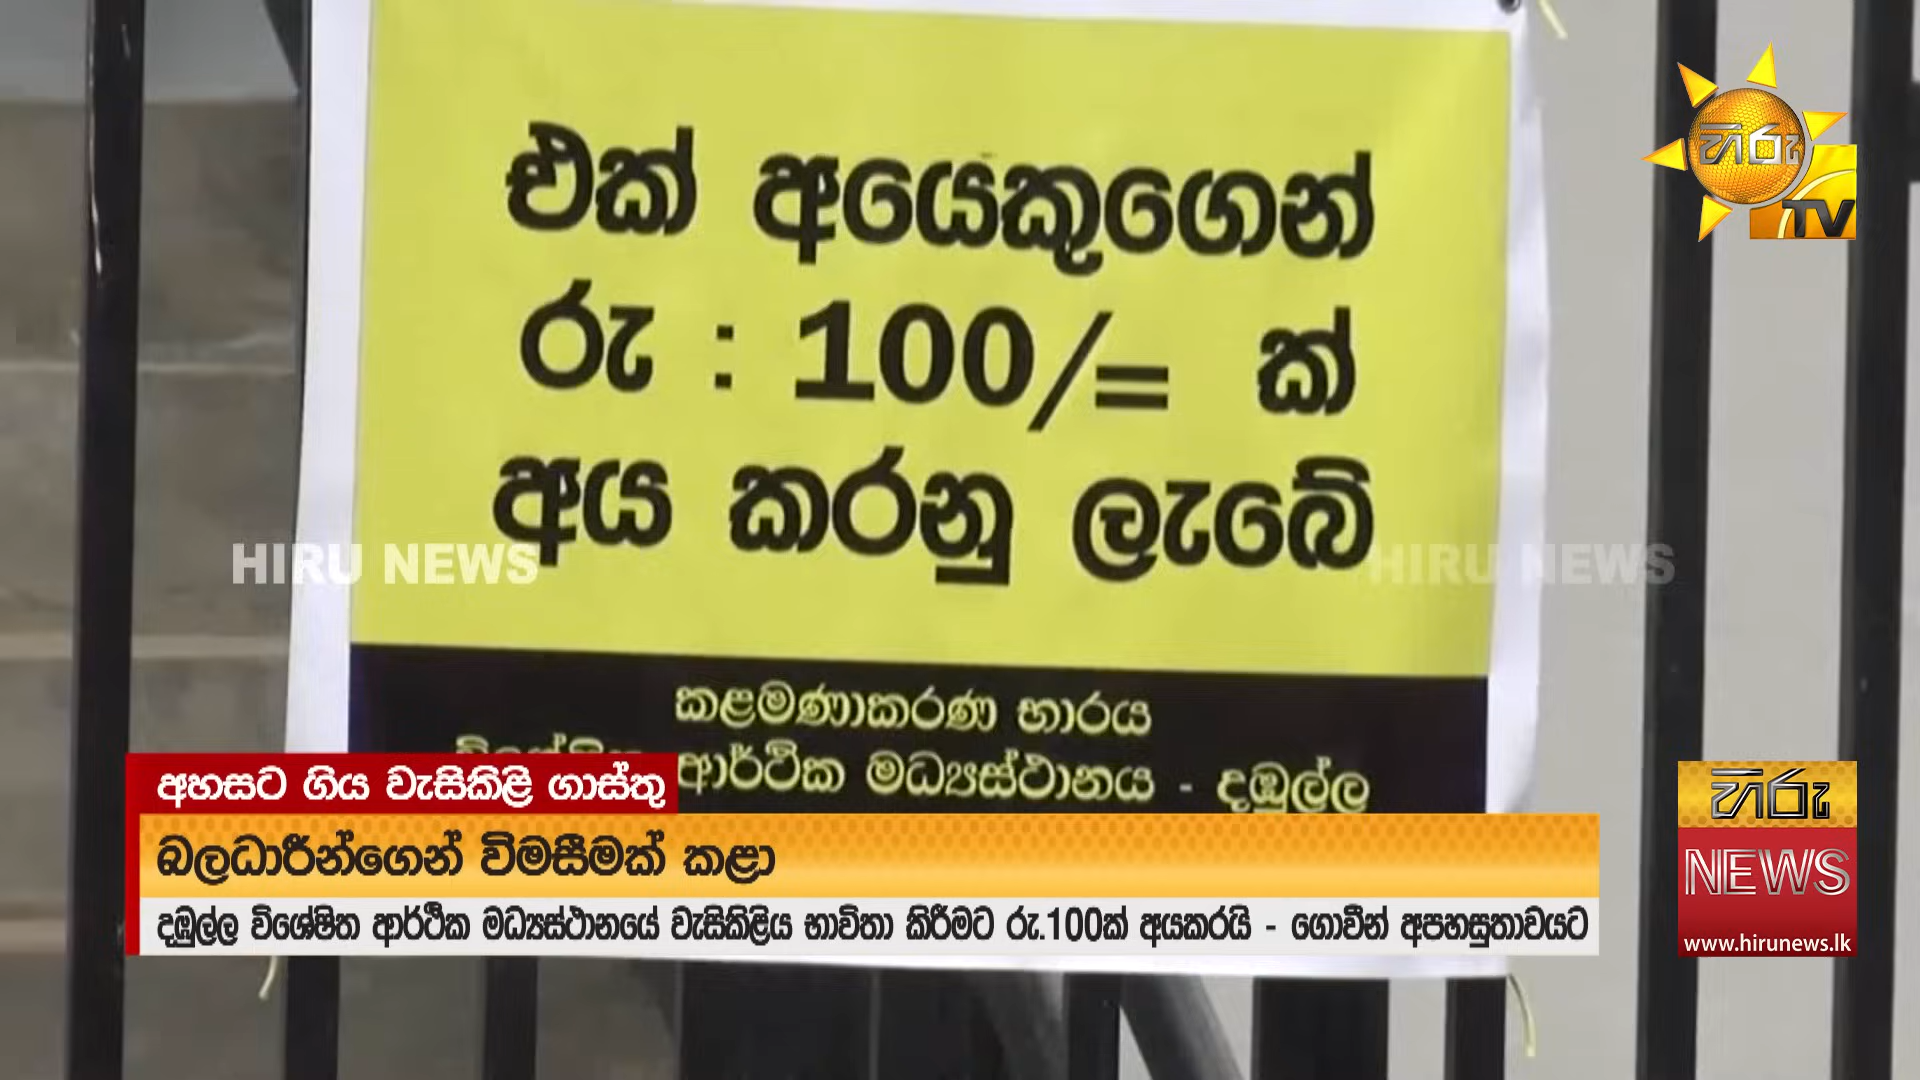 එක් අයෙකුගෙන්
රු : 100/= ක්
අය කරනු ලැබේ
කළමණාකරණ භාරය
ආර්ථික මධ්‍යස්ථානය - දඹුල්ල
හිරු
TV
HIRU NEWS
HIRU NEWS
අහසට ගිය වැසිකිළි ගාස්තු
බලධාරීන්ගෙන් විමසීමක් කළා
දඹුල්ල විශේෂිත ආර්ථික මධ්‍යස්ථානයේ වැසිකිළිය භාවිතා කිරීමට රු.100ක් අයකරයි - ගොවීන් අපහසුතාවයට
හිරු
NEWS
www.hirunews.lk